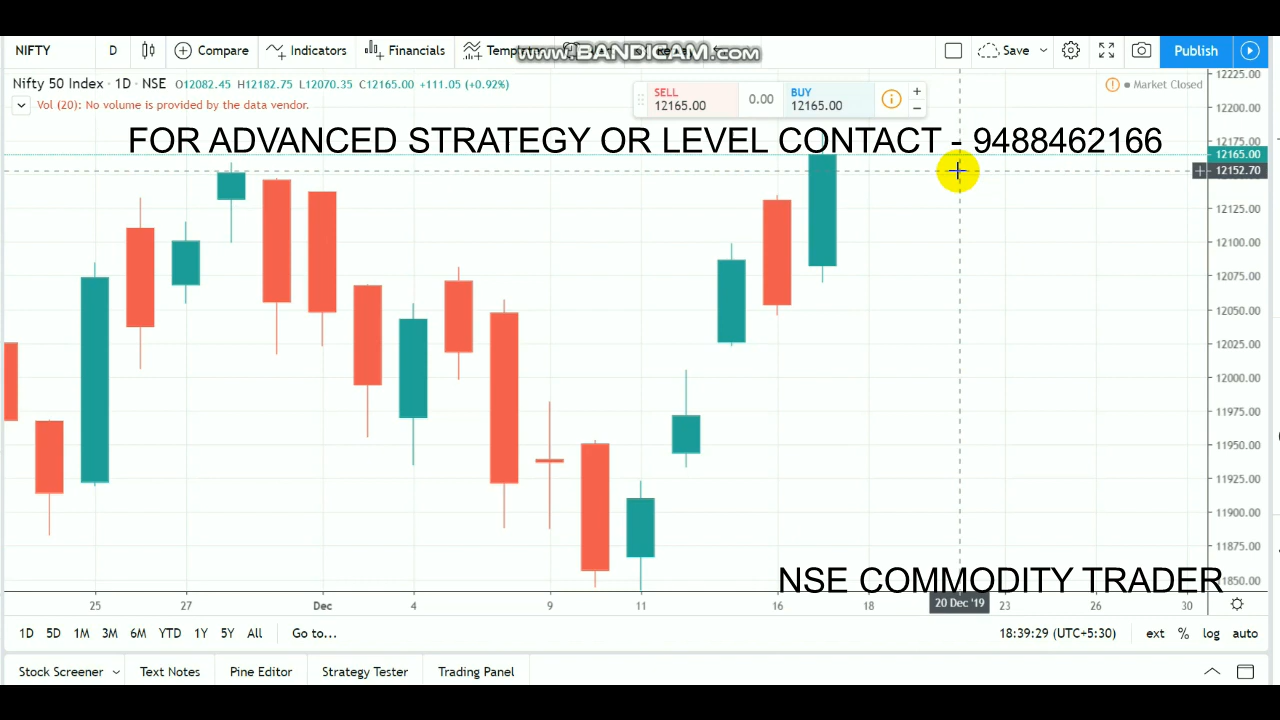 NIFTY D Compare Indicators Financials Save Publish
www.BANDICAM.com
Nifty 50 Index · 1D · NSE O12082.45 H12182.75 L12070.35 C12165.00 +111.05 (+0.92%)
Market Closed
Vol (20): No volume is provided by the data vendor.
SELL
12165.00
0.00
BUY
12165.00
FOR ADVANCED STRATEGY OR LEVEL CONTACT - 9488462166
12225.00
12200.00
12175.00
12165.00
12152.70
12125.00
12100.00
12075.00
12050.00
12025.00
12000.00
11975.00
11950.00
11925.00
11900.00
11875.00
11850.00
NSE COMMODITY TRADER
25 27 Dec 4 9 11 16 18 20 Dec '19 23 26 30
1D 5D 1M 3M 6M YTD 1Y 5Y All Go to... 18:39:29 (UTC+5:30) ext % log auto
Stock Screener Text Notes Pine Editor Strategy Tester Trading Panel